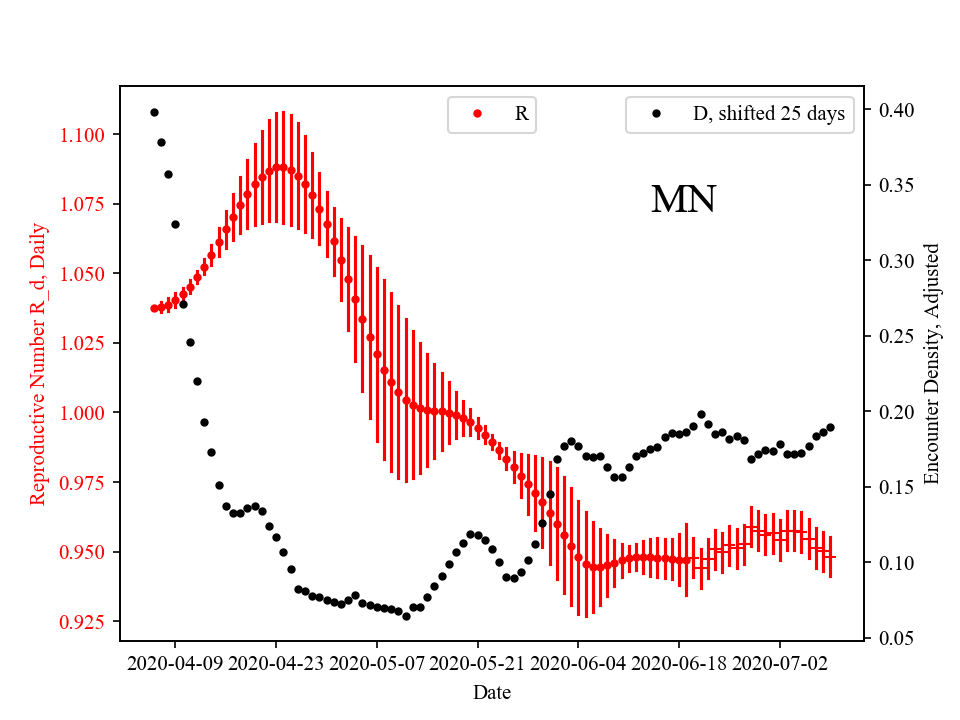 R
D, shifted 25 days
MN
Reproductive Number R_d, Daily
1.100
1.075
1.050
1.025
1.000
0.975
0.950
0.925
0.40
0.35
0.30
0.25
0.20
0.15
0.10
0.05
Encounter Density, Adjusted
2020-04-09 2020-04-23 2020-05-07 2020-05-21 2020-06-04 2020-06-18 2020-07-02
Date